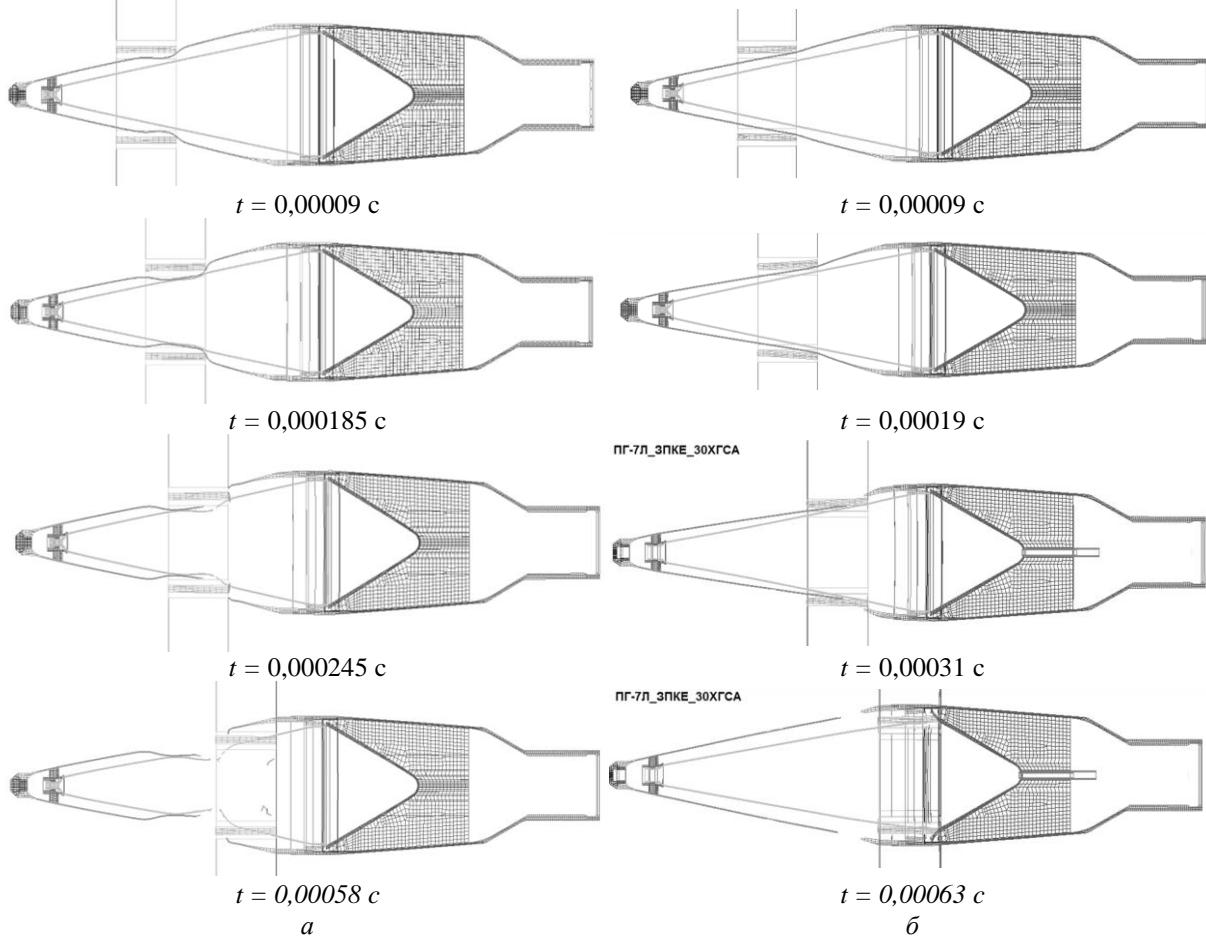 t = 0,00009 с
t = 0,00009 с
t = 0,000185 с
t = 0,00019 с
ПГ-7Л_ЗПКЕ_30ХГСА
t = 0,000245 с
t = 0,00031 с
ПГ-7Л_ЗПКЕ_30ХГСА
t = 0,00058 с
t = 0,00063 с
а
б